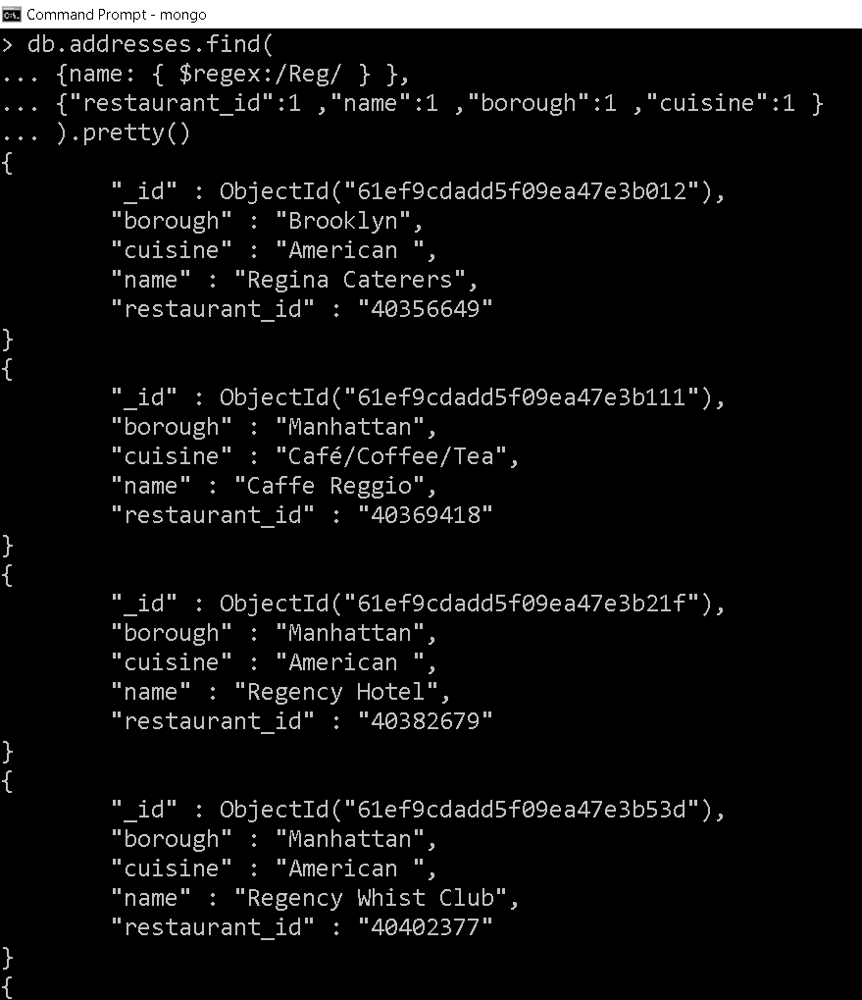 Command Prompt - mongo
> db.addresses.find(
... {name: { $regex:/Reg/ } },
... {"restaurant_id":1 ,"name":1 ,"borough":1 ,"cuisine":1 }
... ).pretty()
{
        "_id" : ObjectId("61ef9cdadd5f09ea47e3b012"),
        "borough" : "Brooklyn",
        "cuisine" : "American ",
        "name" : "Regina Caterers",
        "restaurant_id" : "40356649"
}
{
        "_id" : ObjectId("61ef9cdadd5f09ea47e3b111"),
        "borough" : "Manhattan",
        "cuisine" : "Café/Coffee/Tea",
        "name" : "Caffe Reggio",
        "restaurant_id" : "40369418"
}
{
        "_id" : ObjectId("61ef9cdadd5f09ea47e3b21f"),
        "borough" : "Manhattan",
        "cuisine" : "American ",
        "name" : "Regency Hotel",
        "restaurant_id" : "40382679"
}
{
        "_id" : ObjectId("61ef9cdadd5f09ea47e3b53d"),
        "borough" : "Manhattan",
        "cuisine" : "American ",
        "name" : "Regency Whist Club",
        "restaurant_id" : "40402377"
}
{